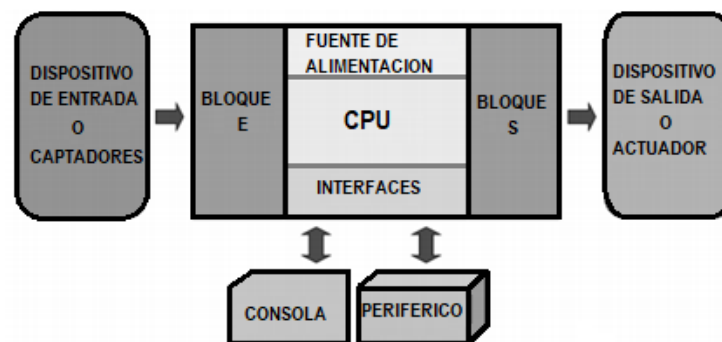 DISPOSITIVO
DE ENTRADA
O
CAPTADORES
BLOQUE
E
FUENTE DE
ALIMENTACION
CPU
INTERFACES
BLOQUE
S
DISPOSITIVO
DE SALIDA
O
ACTUADOR
CONSOLA
PERIFERICO